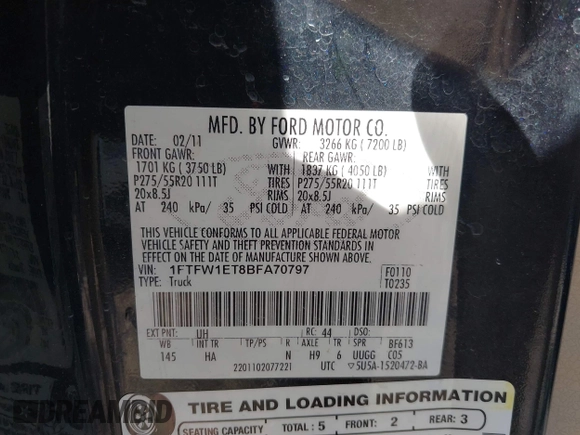 MFD. BY FORD MOTOR CO.
DATE: 02/11 GVWR: 3266 KG ( 7200 LB)
FRONT GAWR: REAR GAWR:
1701 KG ( 3750 LB) WITH 1837 KG ( 4050 LB) WITH
P275/55R20 111T TIRES P275/55R20 111T TIRES
20x8.5J RIMS 20x8.5J RIMS
AT 240 kPa/ 35 PSI COLD AT 240 kPa/ 35 PSI COLD
THIS VEHICLE CONFORMS TO ALL APPLICABLE FEDERAL MOTOR
VEHICLE SAFETY AND THEFT PREVENTION STANDARDS IN
EFFECT ON THE DATE OF MANUFACTURE SHOWN ABOVE.
VIN: 1FTFW1ET8BFA70797 F0110
TYPE: Truck T0235
EXT PNT: UH RC: 44 DSO:
WB INT TR TP/PS R AXLE TR SPR BF613
145 HA N H9 6 UUGG C05
2201102077221 UTC ▽5U5A-1520472-BA
TIRE AND LOADING INFORMATION
SEATING CAPACITY TOTAL: 5 FRONT: 2 REAR: 3
DREAMBID